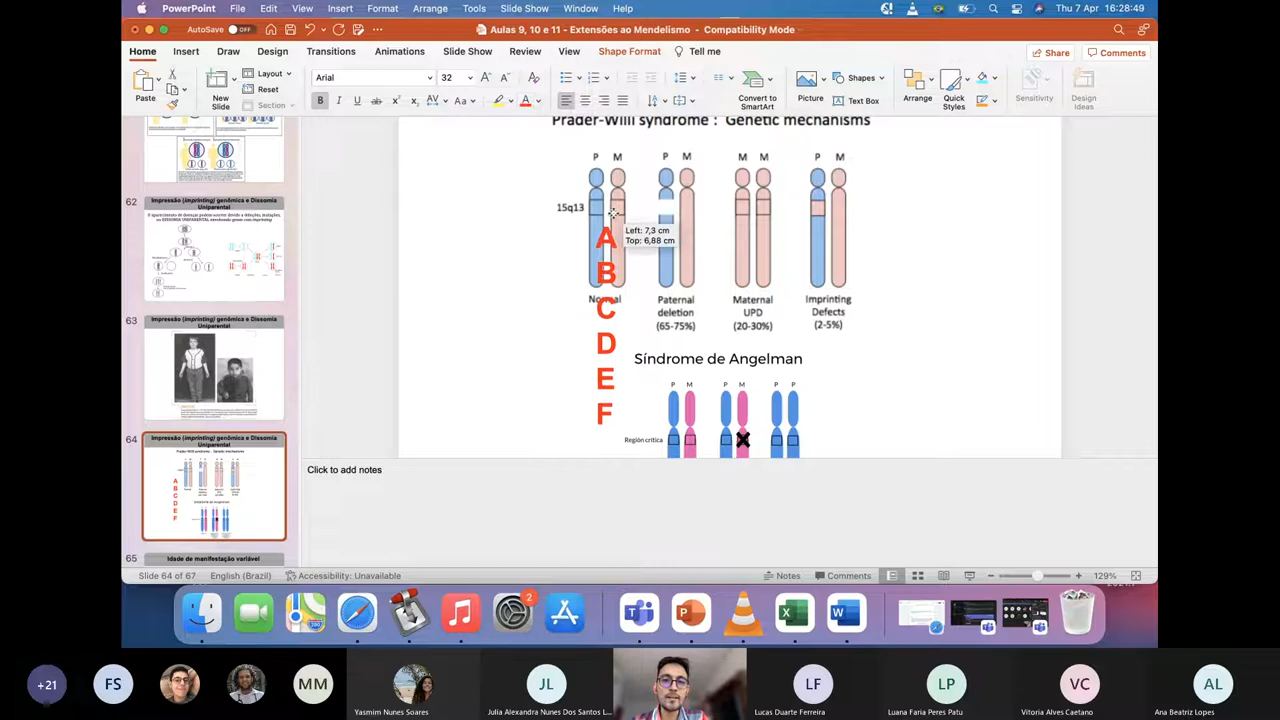 PowerPoint File Edit View Insert Format Arrange Tools Slide Show Window Help Thu 7 Apr 16:28:49
AutoSave OFF Aulas 9, 10 e 11 - Extensões ao Mendelismo - Compatibility Mode
Home Insert Draw Design Transitions Animations Slide Show Review View Shape Format Tell me Share Comments
Paste New Slide Layout Reset Section Arial 32 Convert to SmartArt Picture Shapes Text Box Arrange Quick Styles Sensitivity Design Ideas
Prader-Willi syndrome : Genetic mechanisms
P M P M M M P M
15q13
Left: 7,3 cm
Top: 6,88 cm
A
B
C
D
E
F
Normal
Paternal deletion (65-75%)
Maternal UPD (20-30%)
Imprinting Defects (2-5%)
Síndrome de Angelman
P M P M P P
Región crítica
62
Impressão (imprinting) genômica e Dissomia Uniparental
63
Impressão (imprinting) genômica e Dissomia Uniparental
64
Impressão (imprinting) genômica e Dissomia Uniparental
Prader-Willi syndrome : Genetic mechanisms
A
B
C
D
E
F
65
Idade de manifestação variável
Click to add notes
Slide 64 of 67 English (Brazil) Accessibility: Unavailable Notes Comments 129%
2
+21 FS MM JL LF LP VC AL
Yasmim Nunes Soares Julia Alexandra Nunes Dos Santos L... Lucas Duarte Ferreira Luana Faria Peres Patu Vitoria Alves Caetano Ana Beatriz Lopes